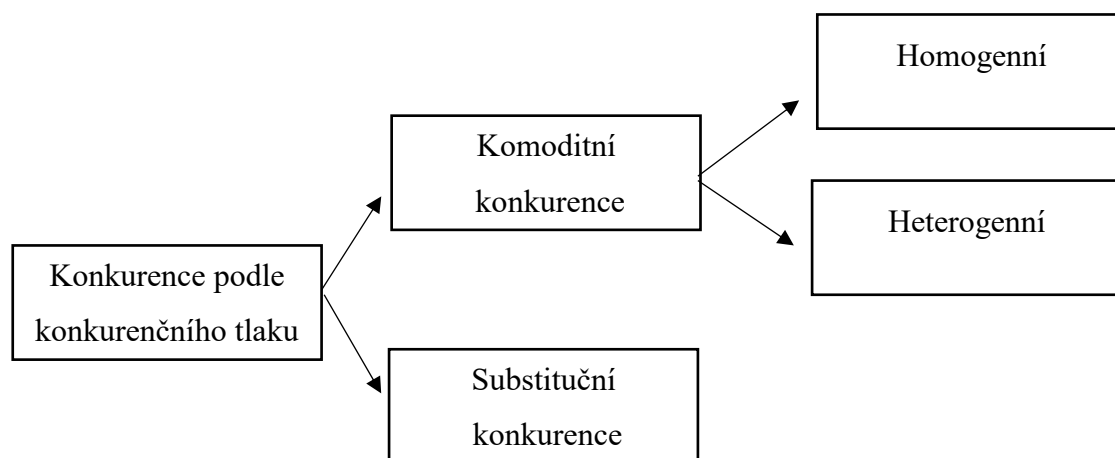 Homogenní
Komoditní
konkurence
Heterogenní
Konkurence podle
konkurenčního tlaku
Substituční
konkurence